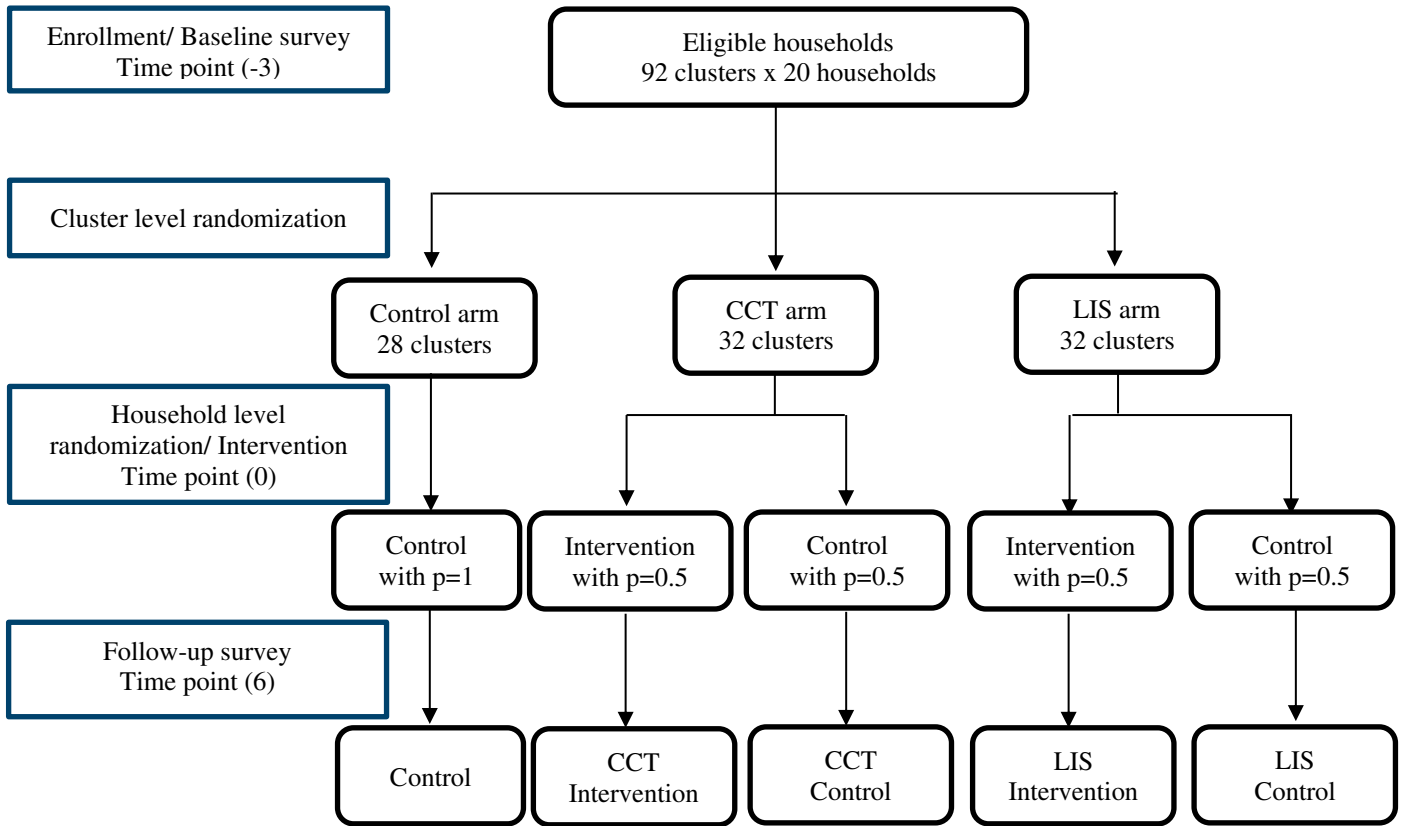 Enrollment/ Baseline survey
Time point (-3)
Eligible households
92 clusters x 20 households
Cluster level randomization
Control arm
28 clusters
CCT arm
32 clusters
LIS arm
32 clusters
Household level
randomization/ Intervention
Time point (0)
Control
with p=1
Intervention
with p=0.5
Control
with p=0.5
Intervention
with p=0.5
Control
with p=0.5
Follow-up survey
Time point (6)
Control
CCT
Intervention
CCT
Control
LIS
Intervention
LIS
Control